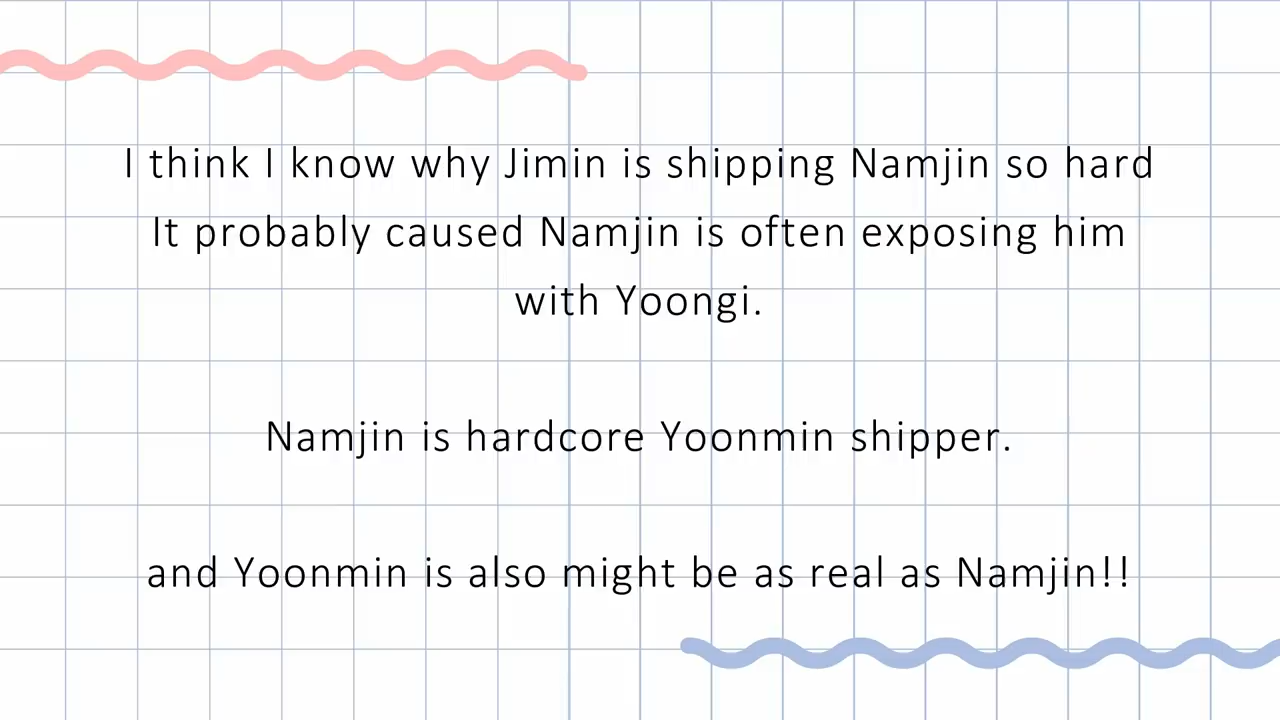 I think I know why Jimin is shipping Namjin so hard
It probably caused Namjin is often exposing him
with Yoongi.
Namjin is hardcore Yoonmin shipper.
and Yoonmin is also might be as real as Namjin!!